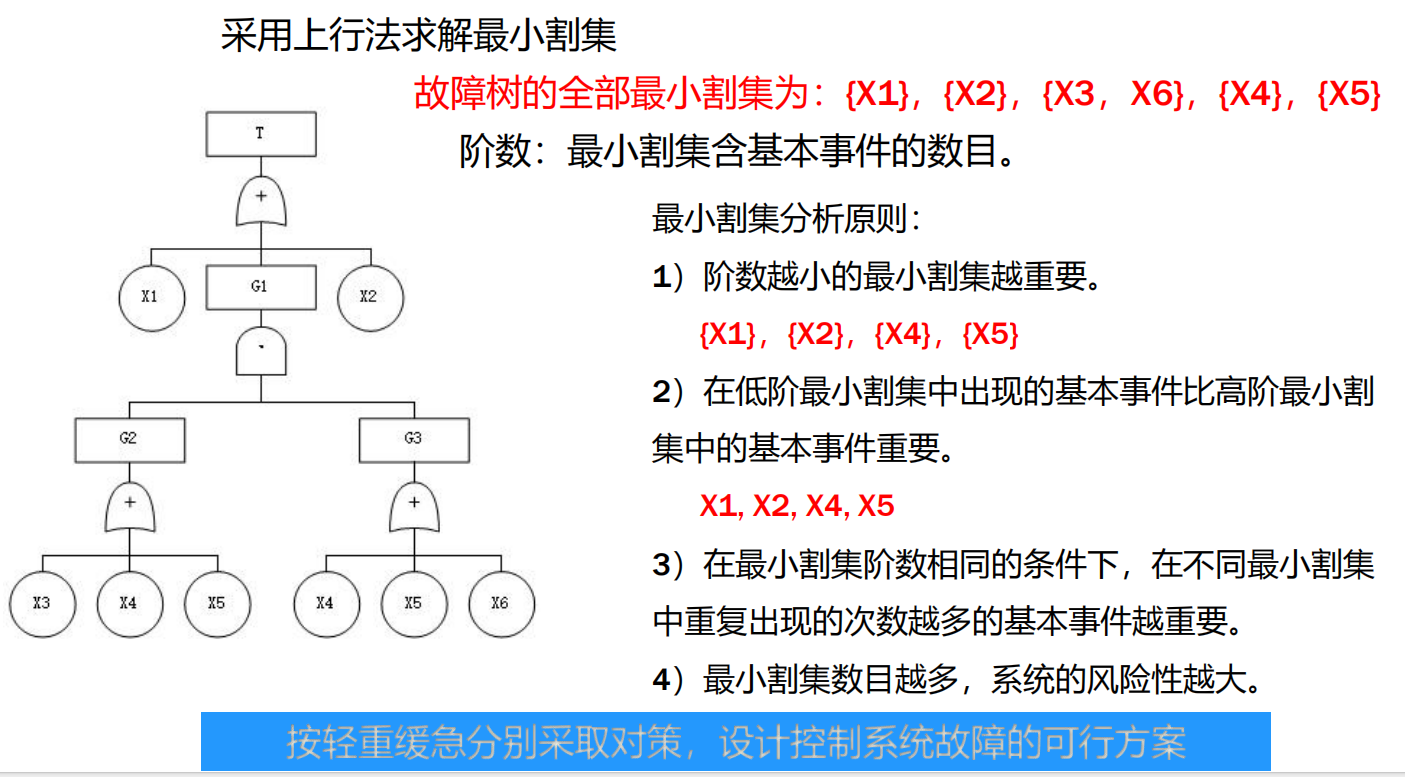 采用上行法求解最小割集
故障树的全部最小割集为：{X1}，{X2}，{X3，X6}，{X4}，{X5}
阶数：最小割集含基本事件的数目。
T
+
X1
G1
X2
·
G2
G3
+
+
X3
X4
X5
X4
X5
X6
最小割集分析原则：
1）阶数越小的最小割集越重要。
{X1}，{X2}，{X4}，{X5}
2）在低阶最小割集中出现的基本事件比高阶最小割
集中的基本事件重要。
X1, X2, X4, X5
3）在最小割集阶数相同的条件下，在不同最小割集
中重复出现的次数越多的基本事件越重要。
4）最小割集数目越多，系统的风险性越大。
按轻重缓急分别采取对策，设计控制系统故障的可行方案